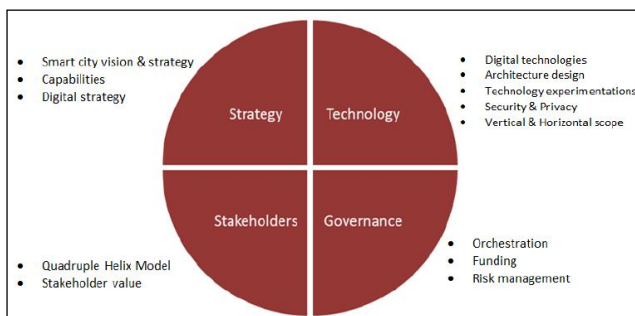 Smart city vision & strategy
Capabilities
Digital strategy
Digital technologies
Architecture design
Technology experimentations
Security & Privacy
Vertical & Horizontal scope
Strategy
Technology
Stakeholders
Governance
Quadruple Helix Model
Stakeholder value
Orchestration
Funding
Risk management